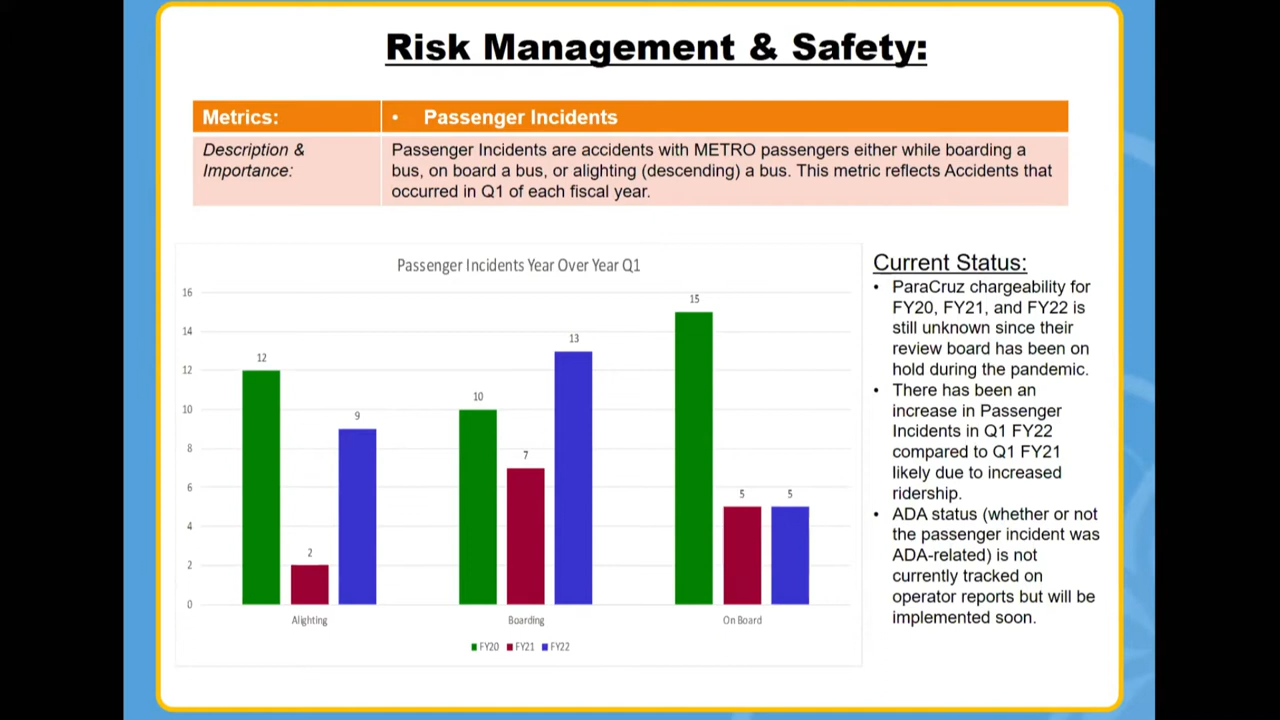 Risk Management & Safety:
Metrics:
• Passenger Incidents
Description &
Importance:
Passenger Incidents are accidents with METRO passengers either while boarding a
bus, on board a bus, or alighting (descending) a bus. This metric reflects Accidents that
occurred in Q1 of each fiscal year.
Passenger Incidents Year Over Year Q1
16
14
12
10
8
6
4
2
0
12
2
9
10
7
13
15
5
5
Alighting
Boarding
On Board
FY20 FY21 FY22
Current Status:
• ParaCruz chargeability for
FY20, FY21, and FY22 is
still unknown since their
review board has been on
hold during the pandemic.
• There has been an
increase in Passenger
Incidents in Q1 FY22
compared to Q1 FY21
likely due to increased
ridership.
• ADA status (whether or not
the passenger incident was
ADA-related) is not
currently tracked on
operator reports but will be
implemented soon.